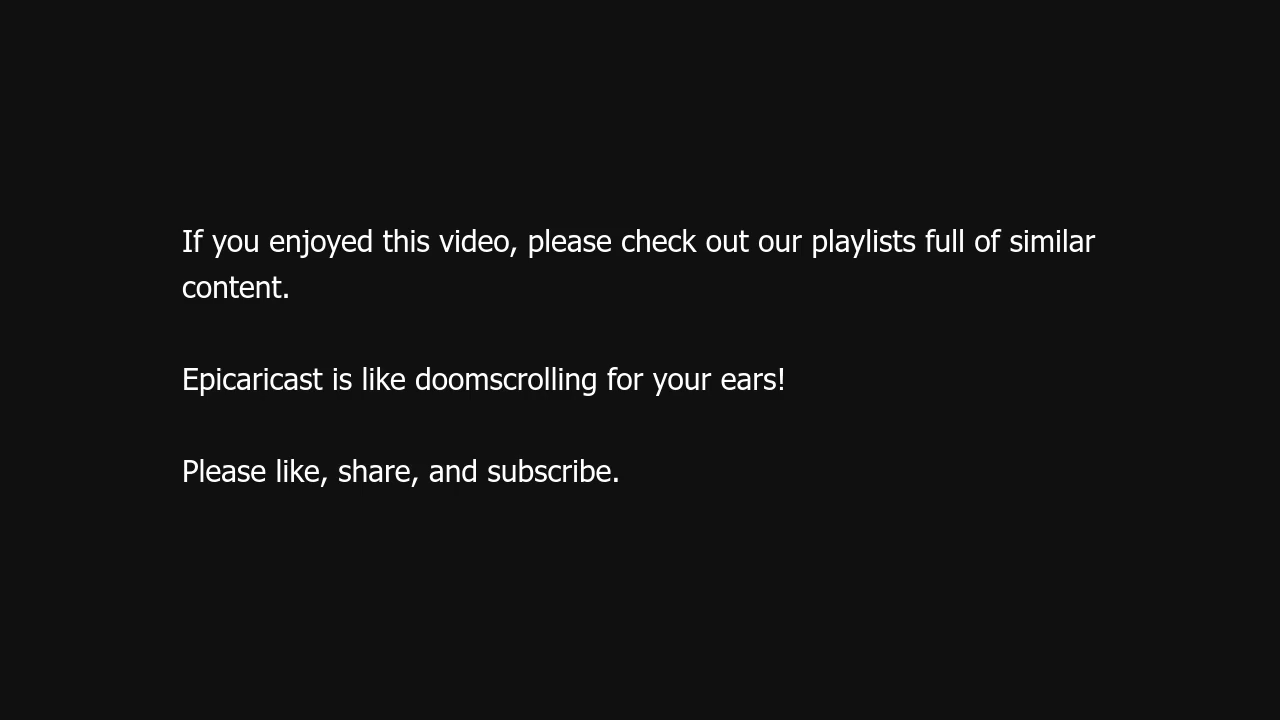 If you enjoyed this video, please check out our playlists full of similar
content.
Epicaricast is like doomscrolling for your ears!
Please like, share, and subscribe.